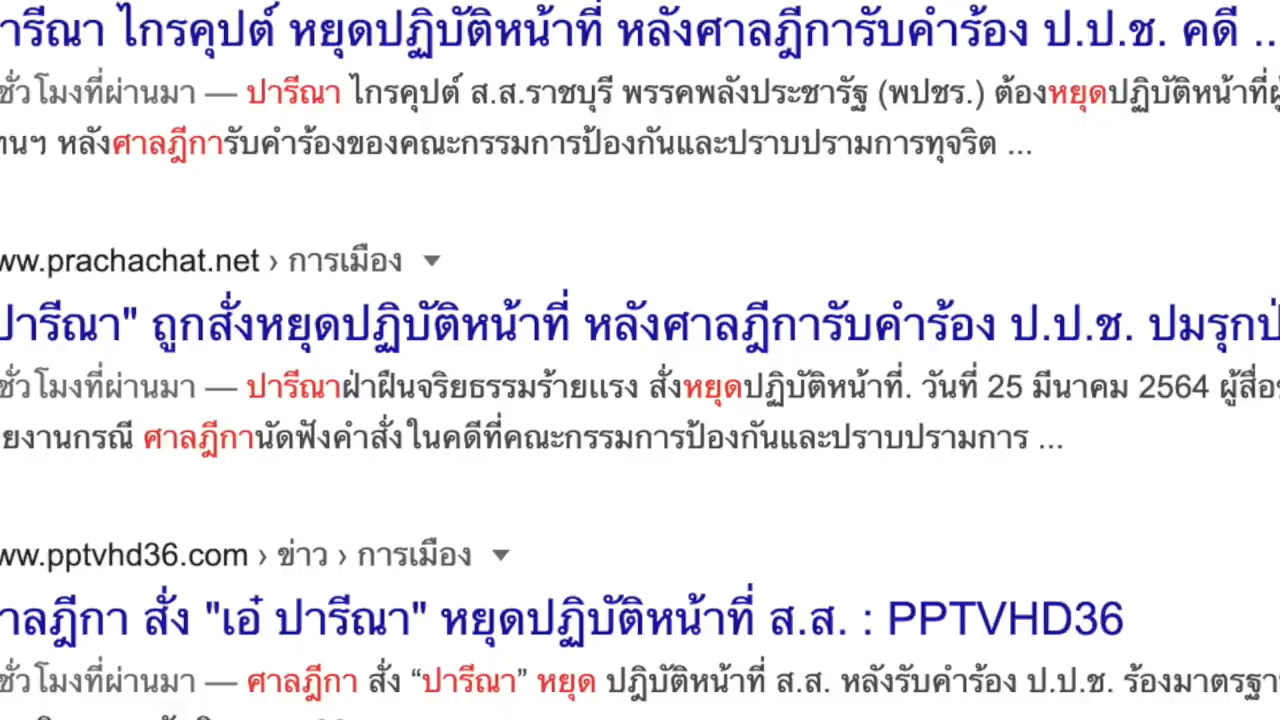 ารีณา ไกรคุปต์ หยุดปฏิบัติหน้าที่ หลังศาลฎีการับคำร้อง ป.ป.ช. คดี ...
ชั่วโมงที่ผ่านมา — ปารีณา ไกรคุปต์ ส.ส.ราชบุรี พรรคพลังประชารัฐ (พปชร.) ต้องหยุดปฏิบัติหน้าที่ผู้
ทนฯ หลังศาลฎีการับคำร้องของคณะกรรมการป้องกันและปราบปรามการทุจริต ...
ww.prachachat.net › การเมือง
ปารีณา" ถูกสั่งหยุดปฏิบัติหน้าที่ หลังศาลฎีการับคำร้อง ป.ป.ช. ปมรุกป่
ชั่วโมงที่ผ่านมา — ปารีณาฝ่าฝืนจริยธรรมร้ายแรง สั่งหยุดปฏิบัติหน้าที่. วันที่ 25 มีนาคม 2564 ผู้สื่อข
ยงานกรณี ศาลฎีกานัดฟังคำสั่งในคดีที่คณะกรรมการป้องกันและปราบปรามการ ...
ww.pptvhd36.com › ข่าว › การเมือง
าลฎีกา สั่ง "เอ๋ ปารีณา" หยุดปฏิบัติหน้าที่ ส.ส. : PPTVHD36
ชั่วโมงที่ผ่านมา — ศาลฎีกา สั่ง “ปารีณา” หยุด ปฎิบัติหน้าที่ ส.ส. หลังรับคำร้อง ป.ป.ช. ร้องมาตรฐา